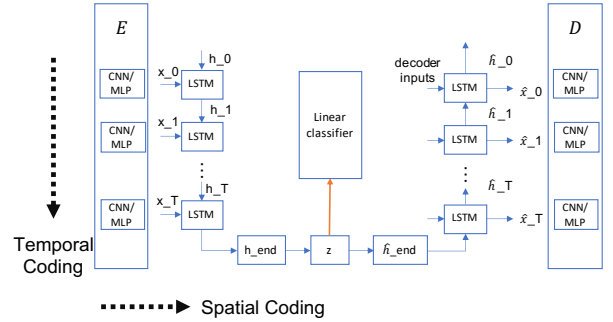 E
CNN/
MLP
CNN/
MLP
CNN/
MLP
Temporal
Coding
Spatial Coding
h_0
x_0
LSTM
h_1
x_1
LSTM
h_T
x_T
LSTM
h_end
z
ĥ_end
Linear
classifier
decoder
inputs
ĥ_0
LSTM
x̂_0
ĥ_1
LSTM
x̂_1
ĥ_T
LSTM
x̂_T
D
CNN/
MLP
CNN/
MLP
CNN/
MLP